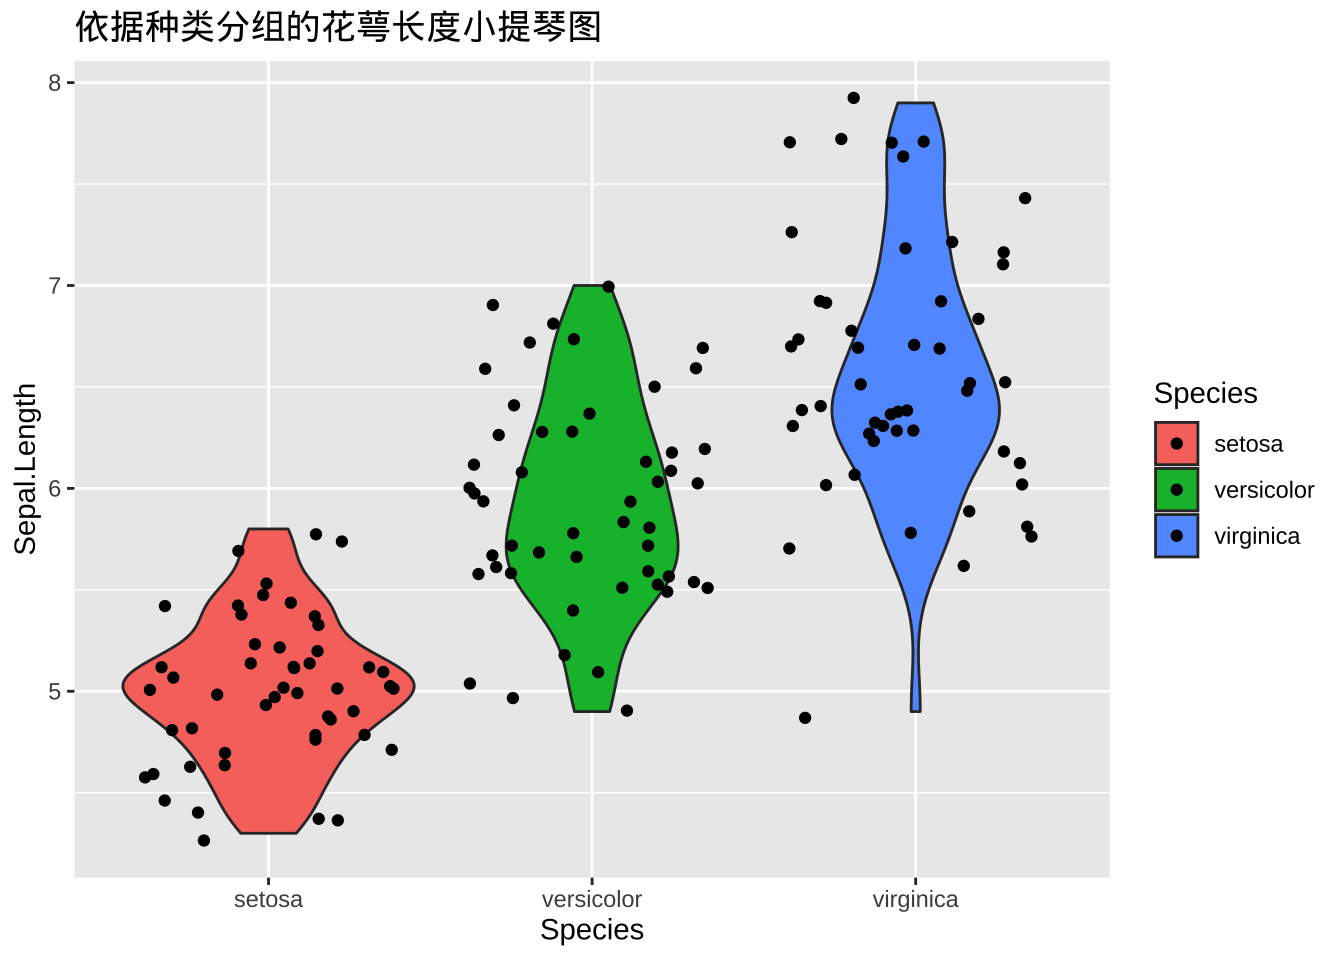 依据种类分组的花萼长度小提琴图
8
7
6
5
Sepal.Length
setosa
versicolor
virginica
Species
Species
setosa
versicolor
virginica